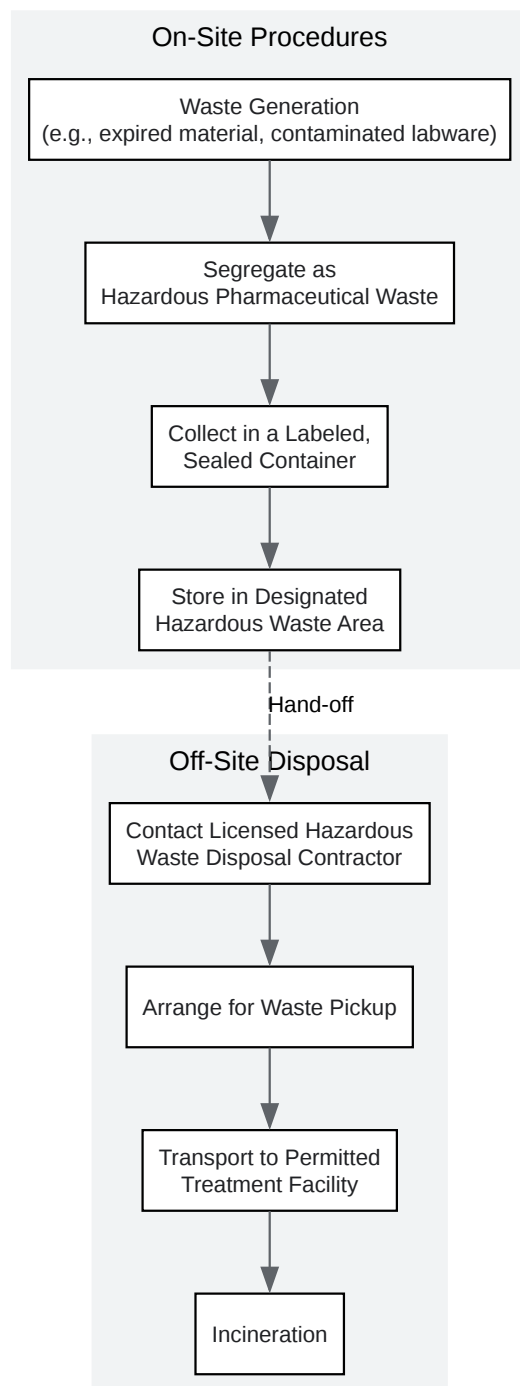 On-Site Procedures
Waste Generation
(e.g., expired material, contaminated labware)
Segregate as
Hazardous Pharmaceutical Waste
Collect in a Labeled,
Sealed Container
Store in Designated
Hazardous Waste Area
Hand-off
Off-Site Disposal
Contact Licensed Hazardous
Waste Disposal Contractor
Arrange for Waste Pickup
Transport to Permitted
Treatment Facility
Incineration